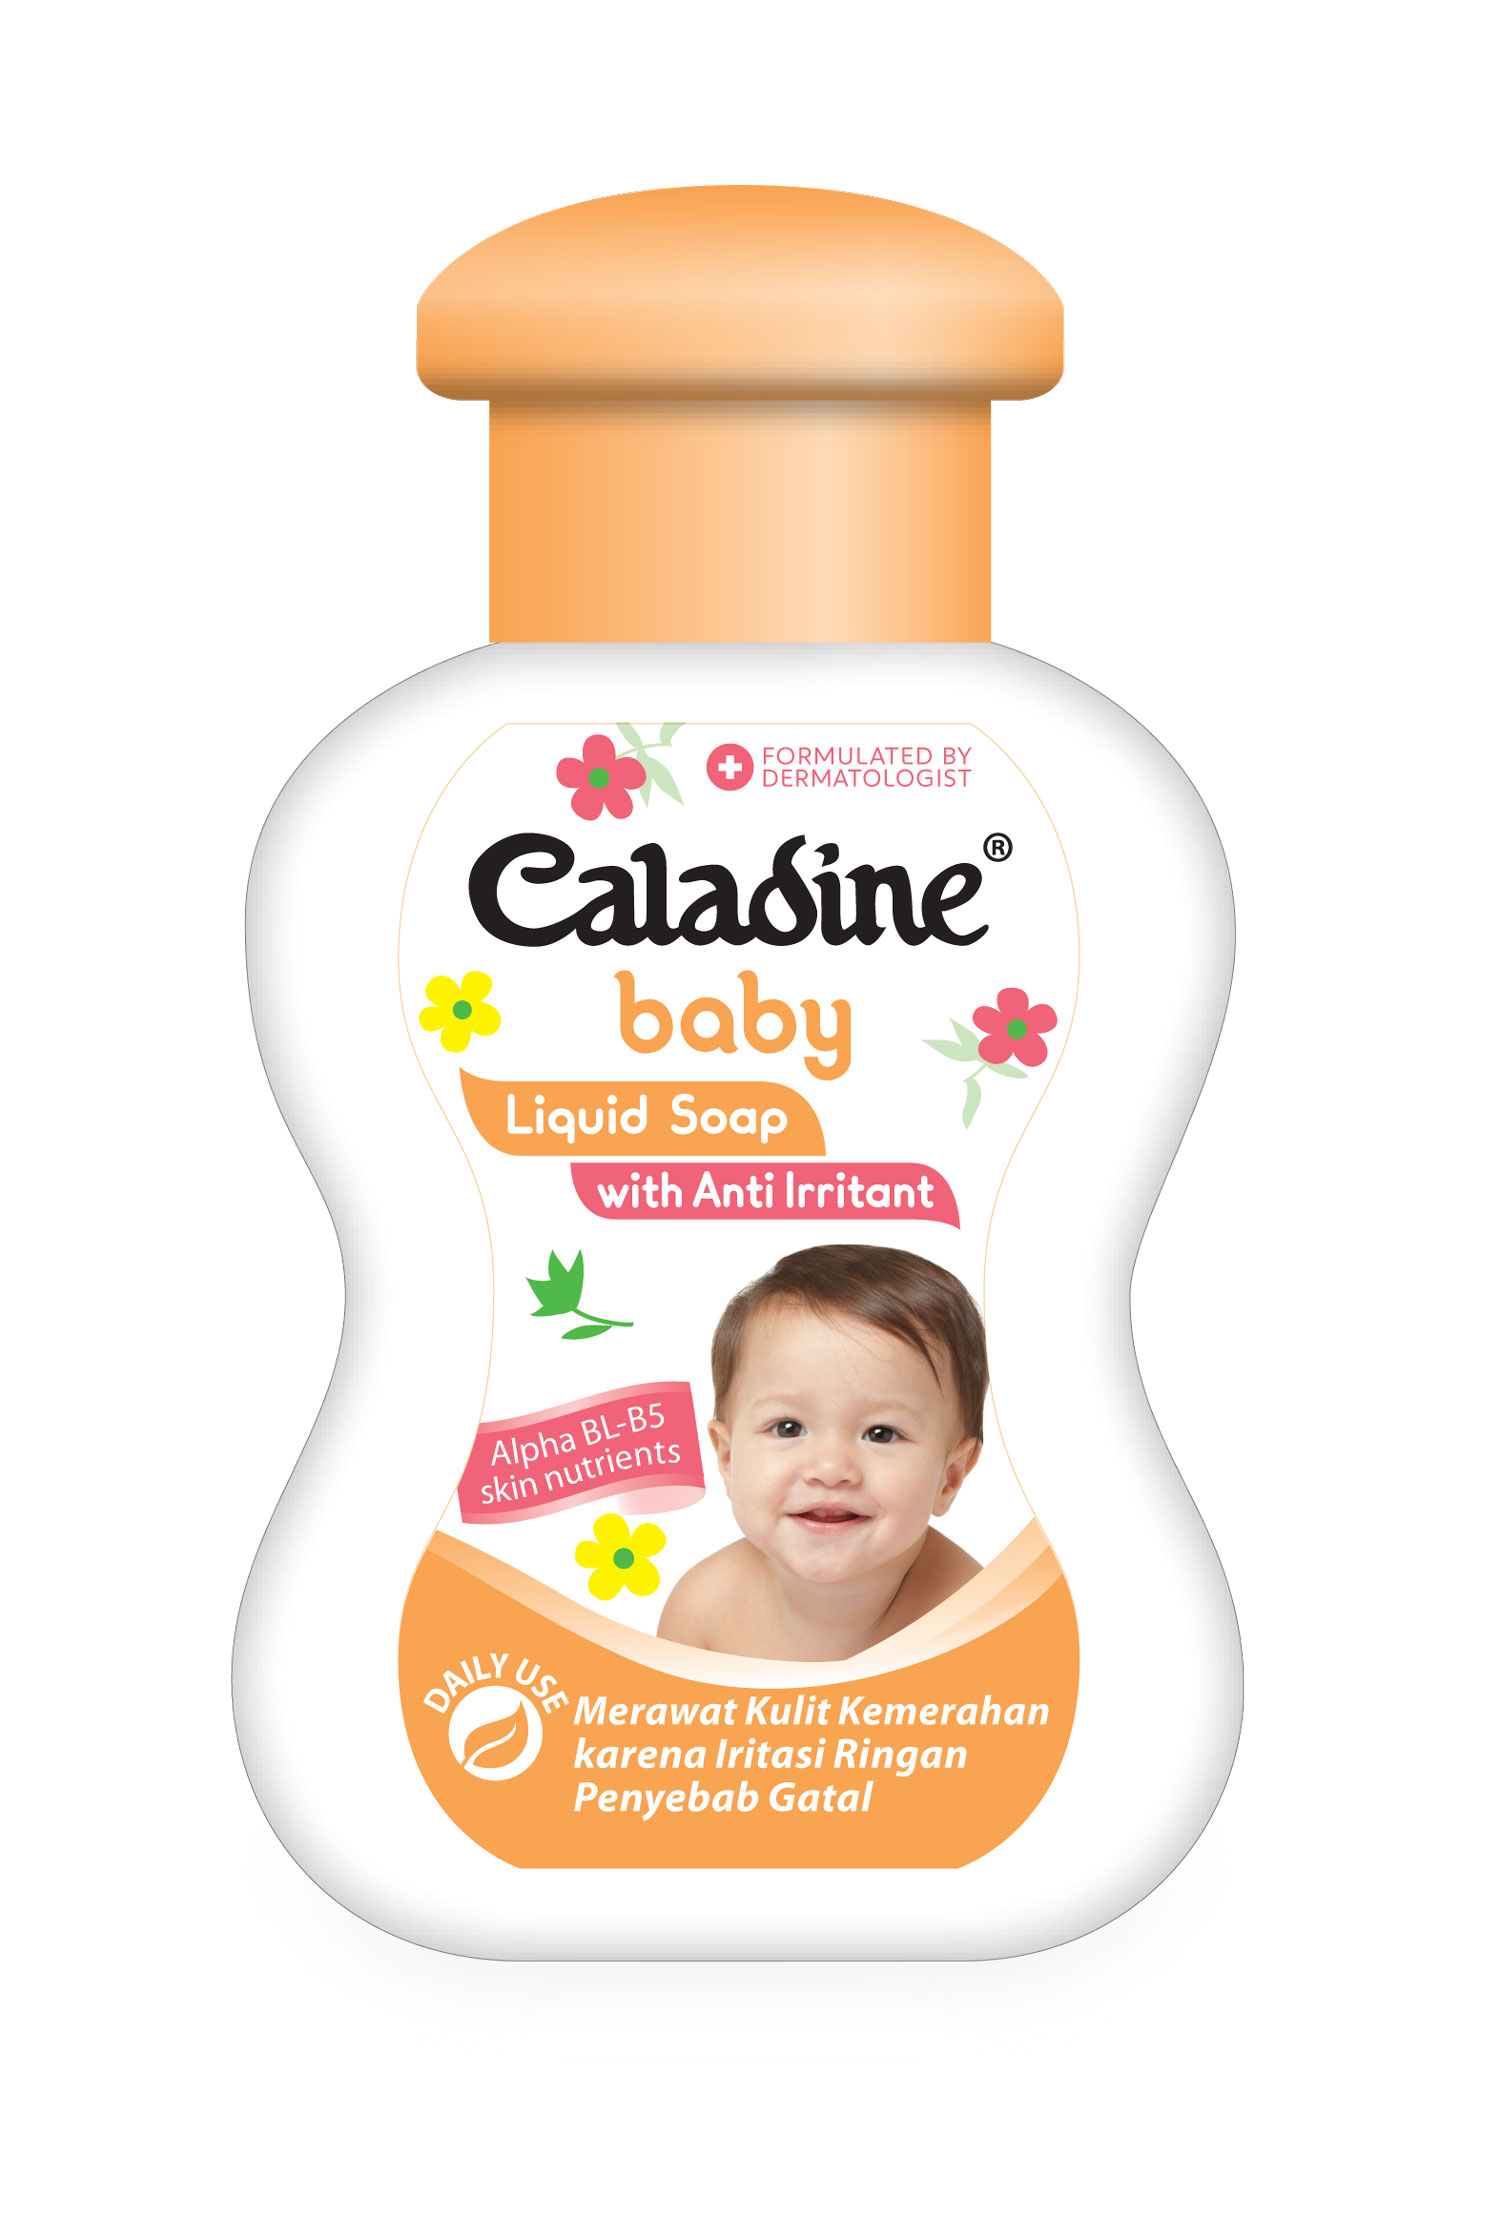 FORMULATED BY
DERMATOLOGIST
Caladine®
baby
Liquid Soap
with Anti Irritant
Alpha BL-B5
skin nutrients
DAILY USE
Merawat Kulit Kemerahan
karena Iritasi Ringan
Penyebab Gatal